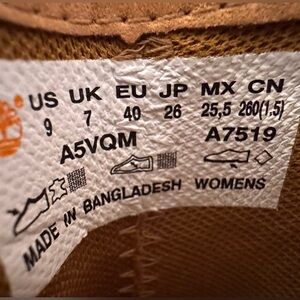 US UK EU JP MX CN
9 7 40 26 25,5 260(1.5)
A5VQM A7519
MADE IN BANGLADESH WOMENS